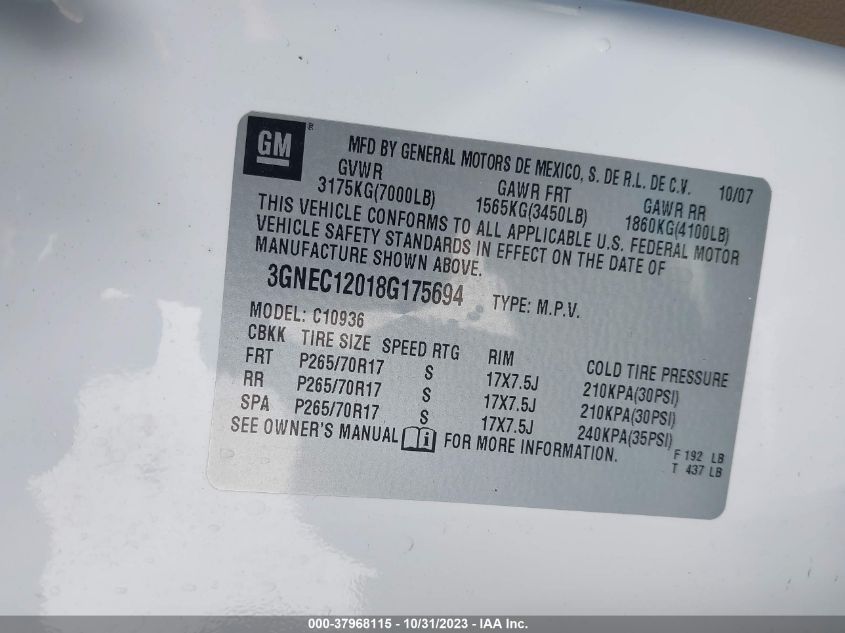 GM ®
MFD BY GENERAL MOTORS DE MEXICO, S. DE R.L. DE C.V. 10/07
GVWR GAWR FRT GAWR RR
3175KG(7000LB) 1565KG(3450LB) 1860KG(4100LB)
THIS VEHICLE CONFORMS TO ALL APPLICABLE U.S. FEDERAL MOTOR
VEHICLE SAFETY STANDARDS IN EFFECT ON THE DATE OF
MANUFACTURE SHOWN ABOVE.
3GNEC12018G175694 TYPE: M.P.V.
MODEL: C10936
CBKK TIRE SIZE SPEED RTG RIM COLD TIRE PRESSURE
FRT P265/70R17 S 17X7.5J 210KPA(30PSI)
RR P265/70R17 S 17X7.5J 210KPA(30PSI)
SPA P265/70R17 S 17X7.5J 240KPA(35PSI)
SEE OWNER'S MANUAL FOR MORE INFORMATION.
F 192 LB
T 437 LB
000-37968115 - 10/31/2023 - IAA Inc.